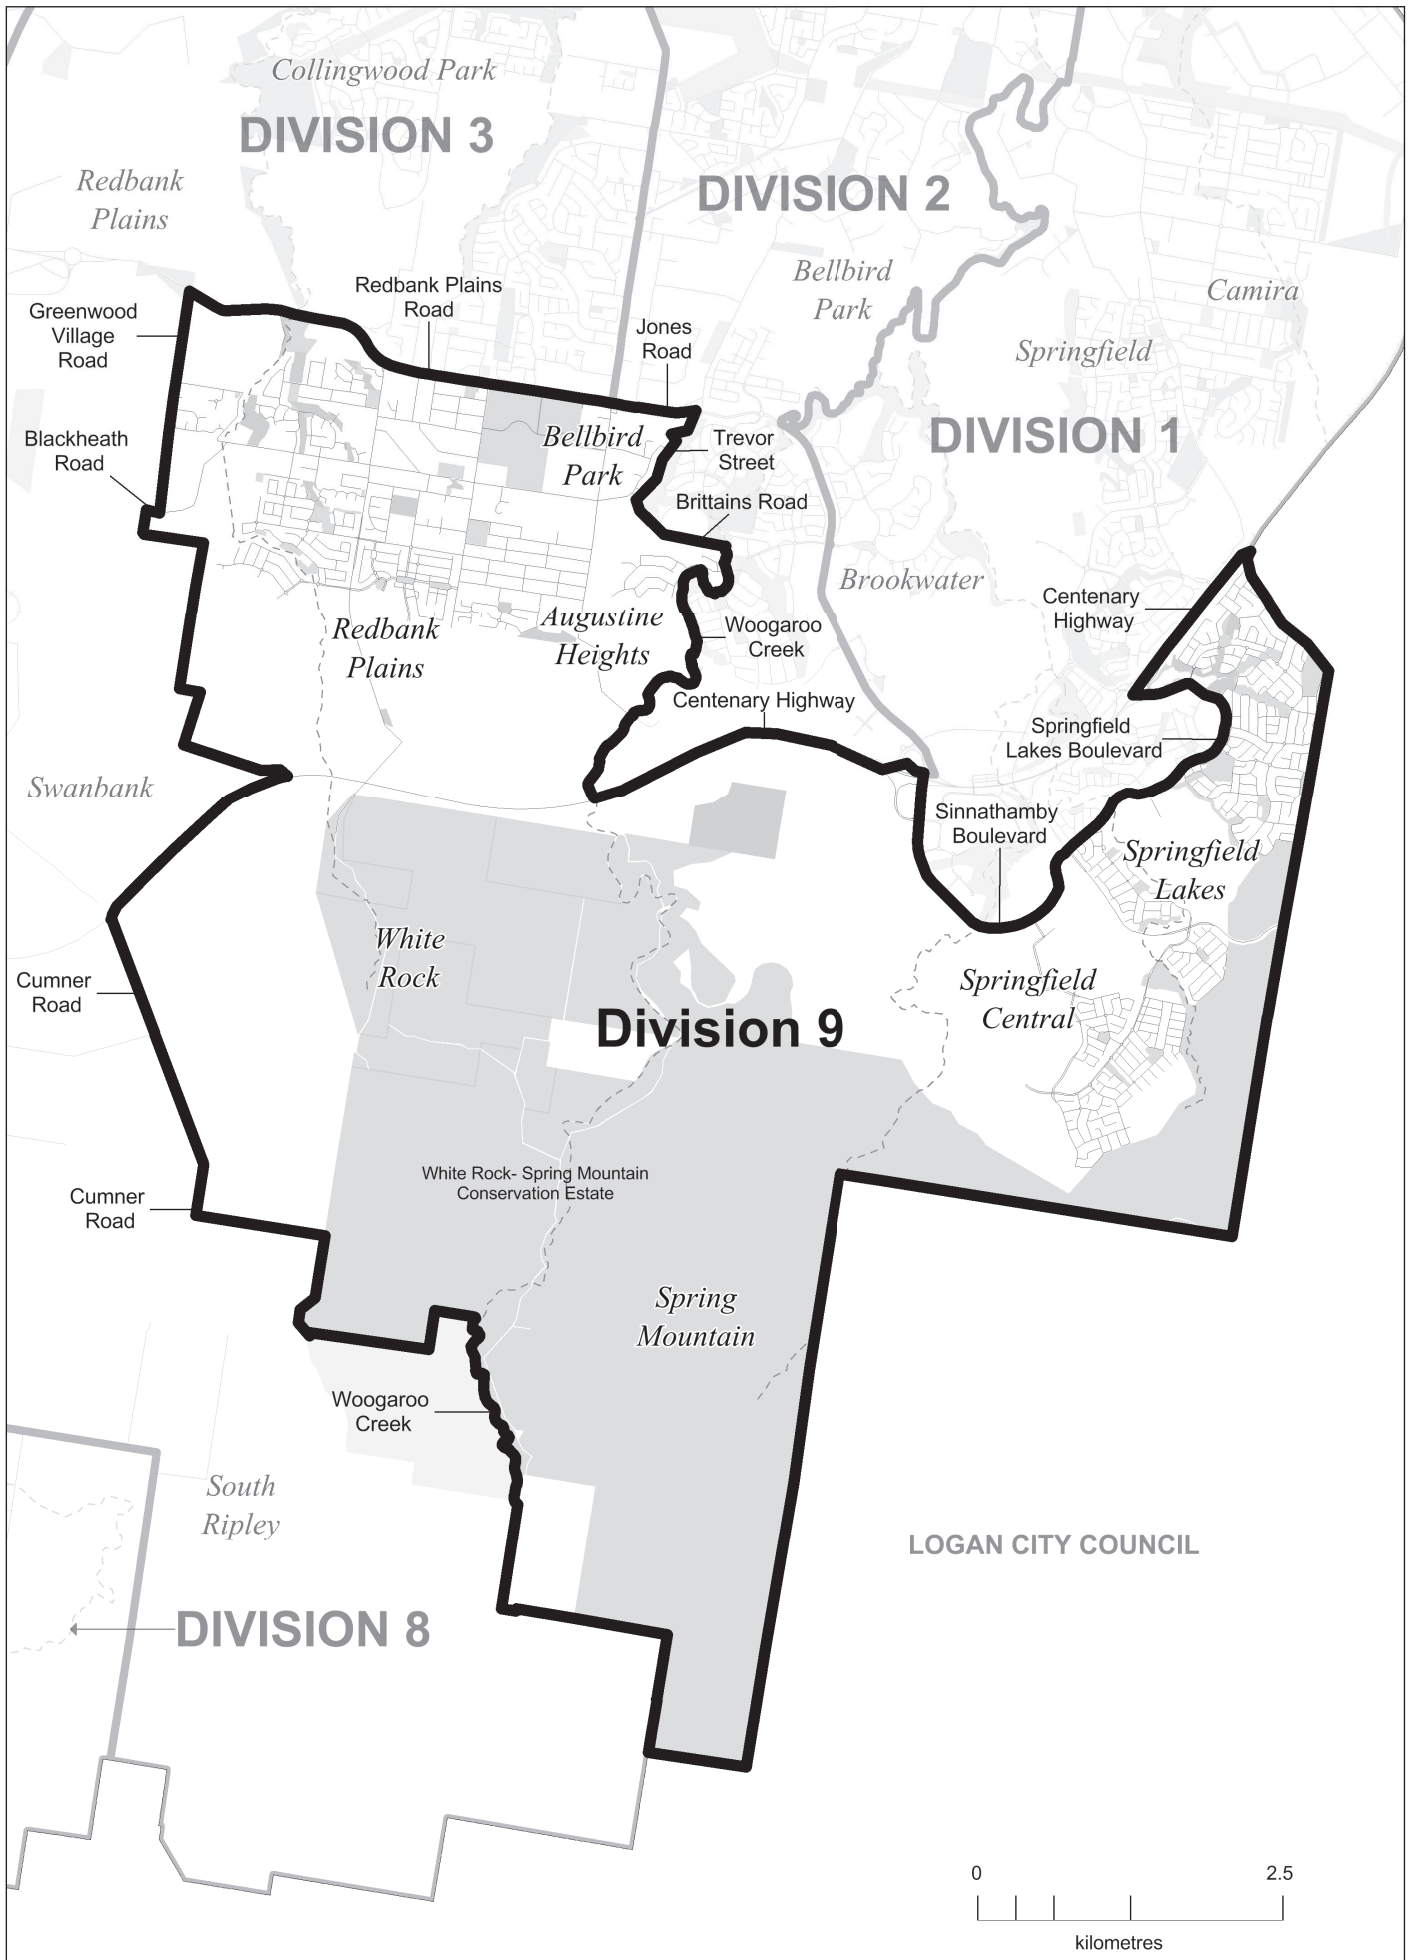 Collingwood Park
DIVISION 3
Redbank
Plains
DIVISION 2
Bellbird
Park
Camira
Redbank Plains
Road
Greenwood
Village
Road
Jones
Road
Springfield
Blackheath
Road
Bellbird
Park
Trevor
Street
DIVISION 1
Brittains Road
Brookwater
Centenary
Highway
Augustine
Heights
Redbank
Plains
Woogaroo
Creek
Centenary Highway
Springfield
Lakes Boulevard
Swanbank
Sinnathamby
Boulevard
Springfield
Lakes
White
Rock
Cumner
Road
Springfield
Central
Division 9
White Rock- Spring Mountain
Conservation Estate
Cumner
Road
Spring
Mountain
Woogaroo
Creek
South
Ripley
LOGAN CITY COUNCIL
DIVISION 8
0 2.5
kilometres